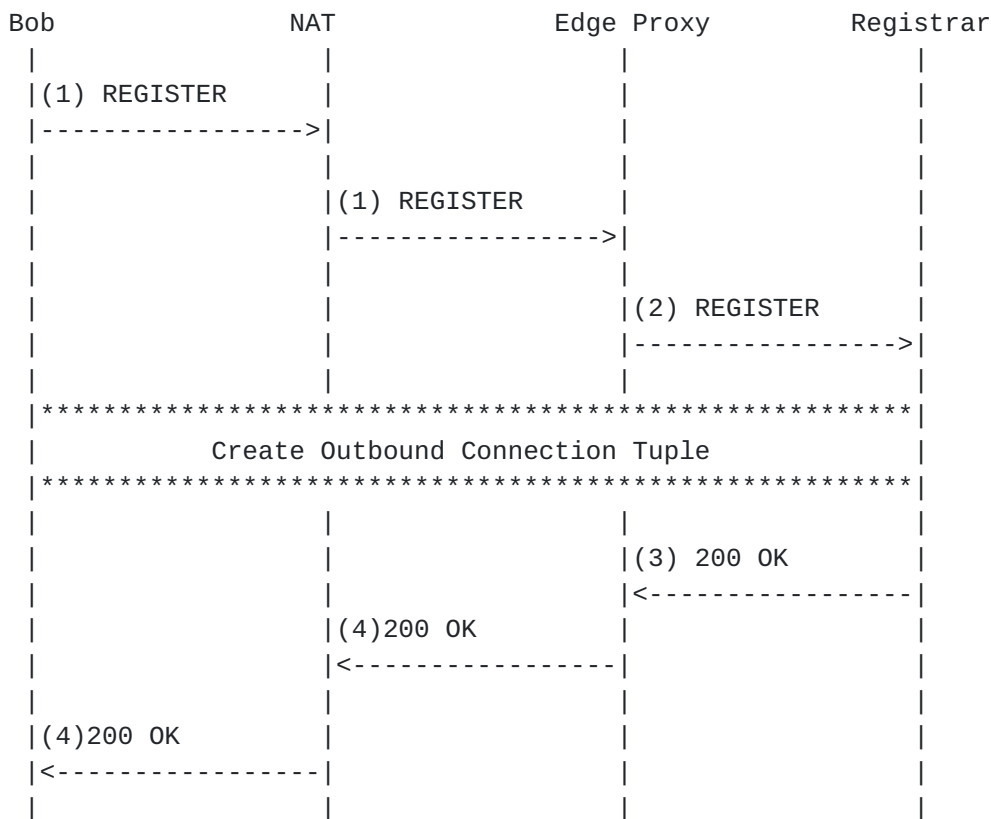 Bob NAT Edge Proxy Registrar
(1) REGISTER
(1) REGISTER
(2) REGISTER
Create Outbound Connection Tuple
(3) 200 OK
(4)200 OK
(4)200 OK